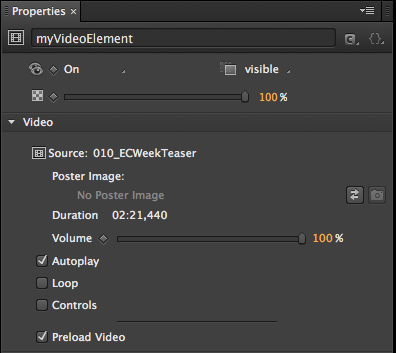 Properties ×
myVideoElement
C {}
On visible
100 %
Video
Source: 010_ECWeekTeaser
Poster Image:
No Poster Image
Duration 02:21,440
Volume 100 %
Autoplay
Loop
Controls
Preload Video